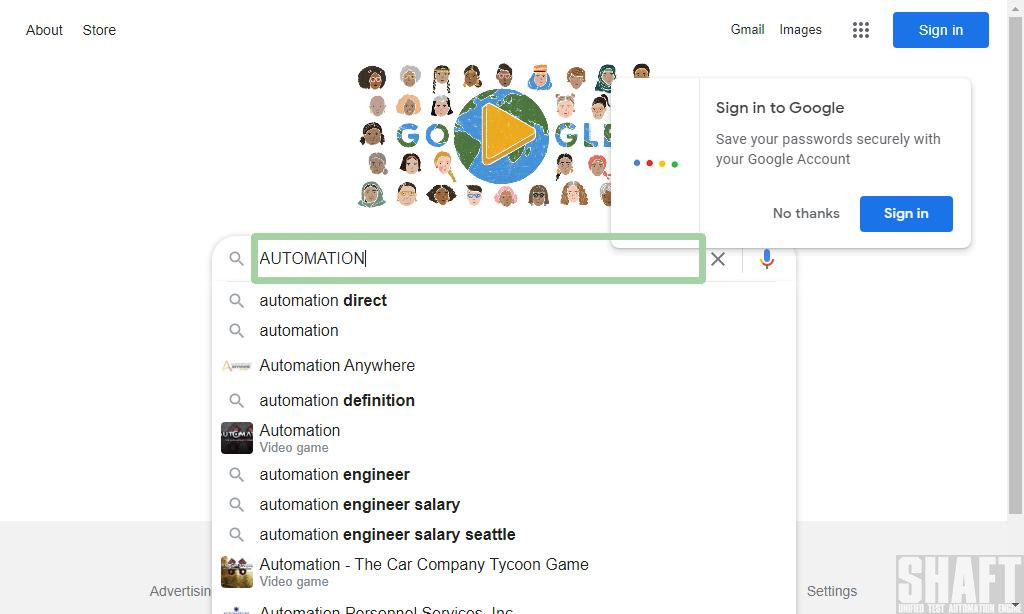 About Store
Gmail Images Sign in
GO GLE
Sign in to Google
Save your passwords securely with
your Google Account
No thanks Sign in
AUTOMATION
automation direct
automation
Automation Anywhere
automation definition
Automation
Video game
automation engineer
automation engineer salary
automation engineer salary seattle
Automation - The Car Company Tycoon Game
Video game
Automation Personnel Services, Inc
Advertisin Settings
SHAFT
UNIFIED TEST AUTOMATION ENGI